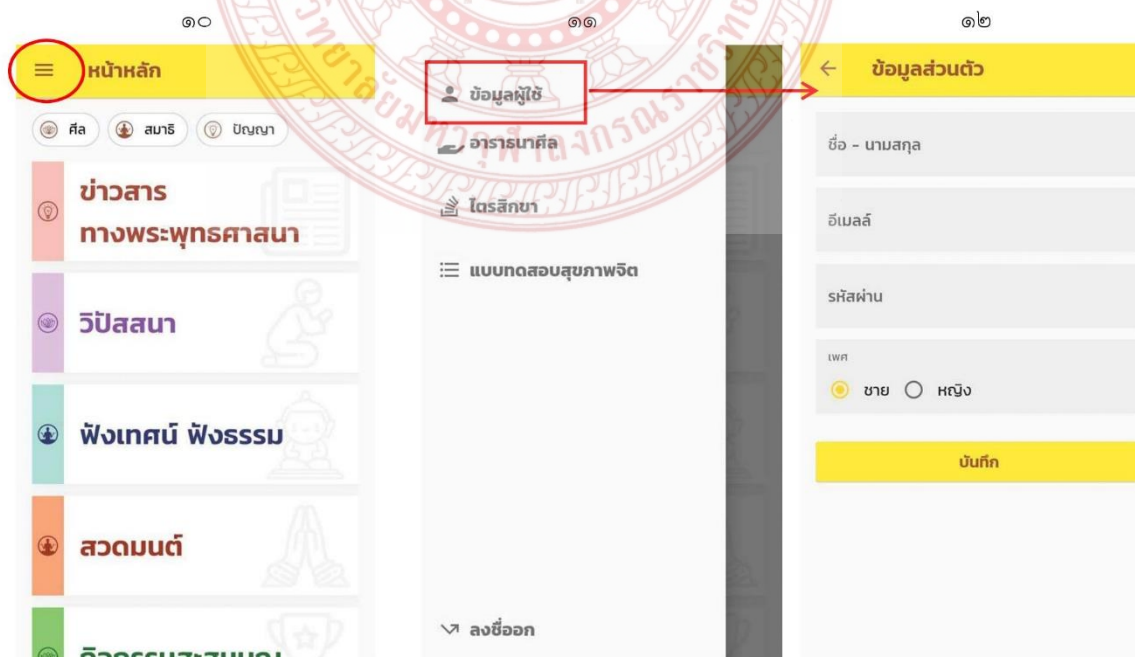 ๑๐
๑๑
๑๒
หน้าหลัก
ศีล
สมาธิ
ปัญญา
ข่าวสาร
ทางพระพุทธศาสนา
วิปัสสนา
ฟังเทศน์ ฟังธรรม
สวดมนต์
ข้อมูลผู้ใช้
อาราธนาศีล
ไตรสิกขา
แบบทดสอบสุขภาพจิต
ลงชื่ออก
ข้อมูลส่วนตัว
ชื่อ - นามสกุล
อีเมลล์
รหัสผ่าน
เพศ
ชาย
หญิง
บันทึก